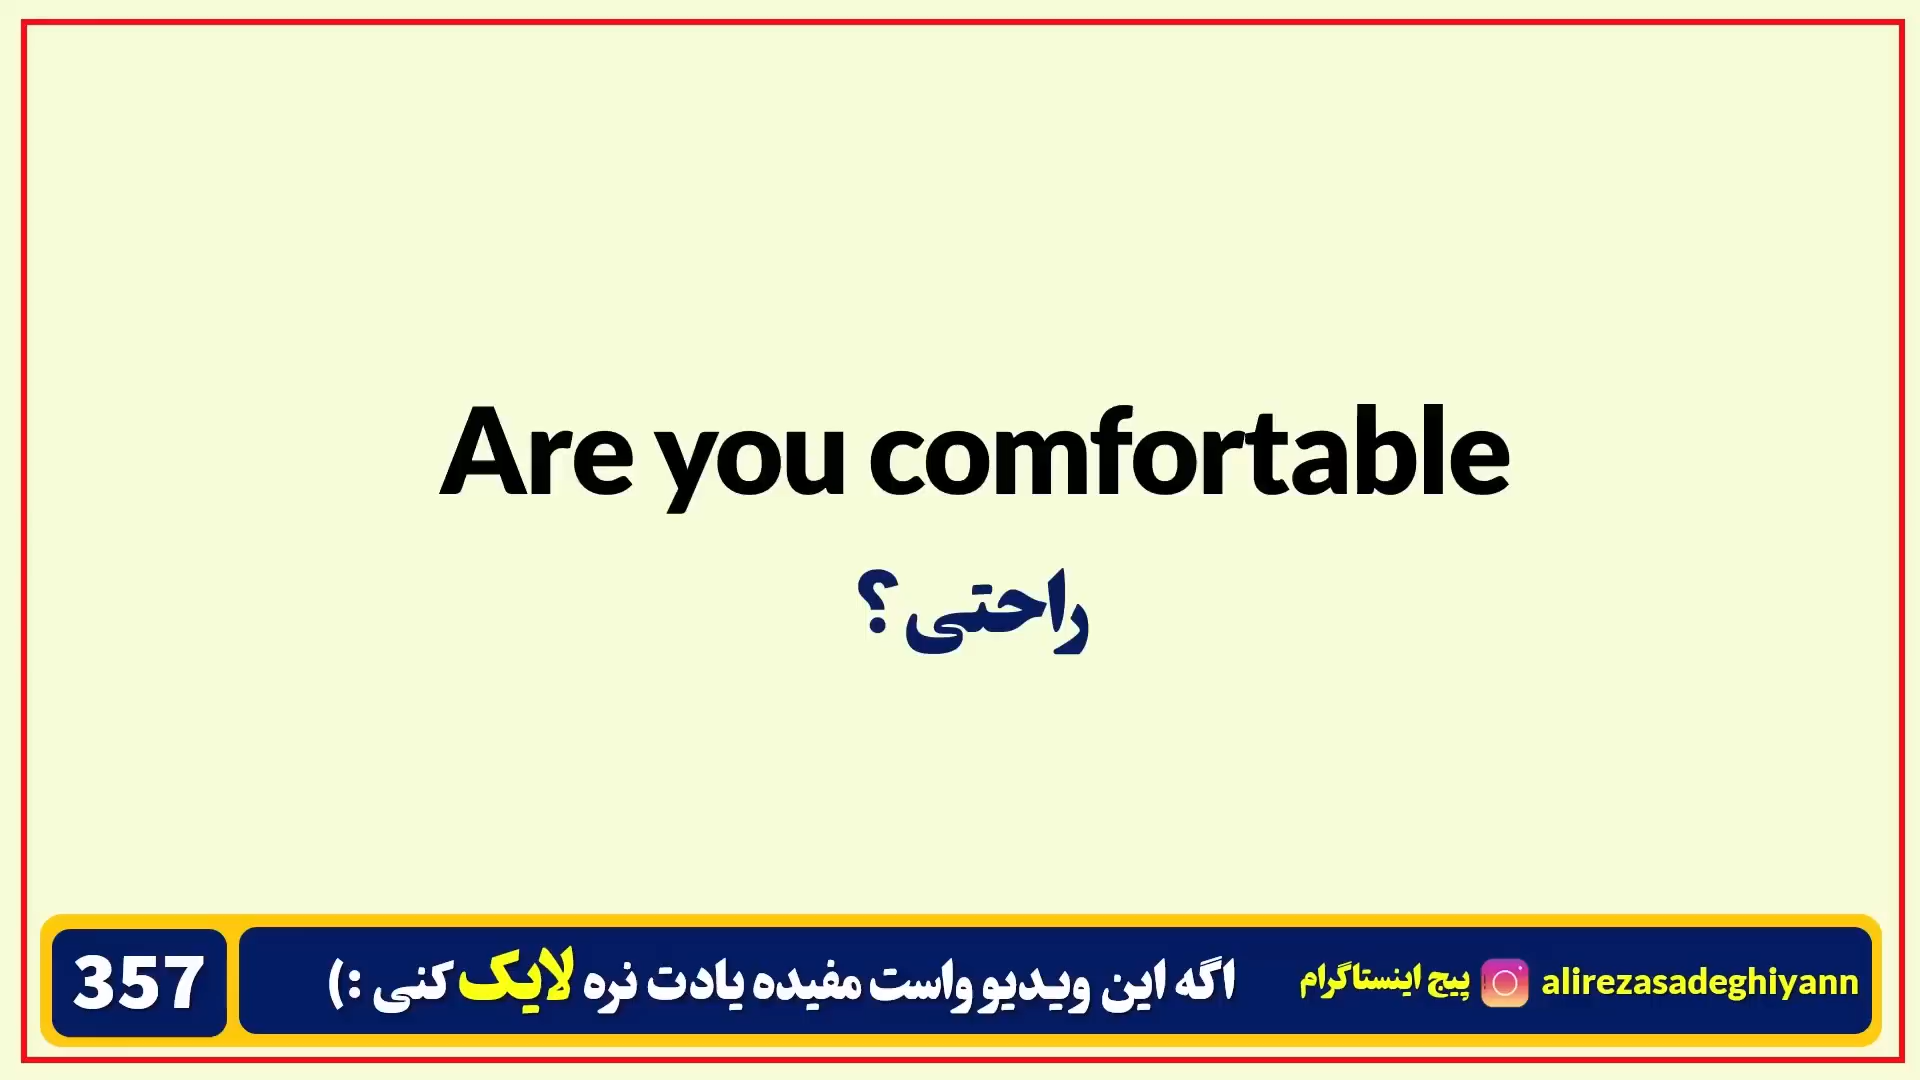 Are you comfortable
راحتی؟
357
اگه این ویدیو واست مفیده یادت نره لایک کنی :)
پیج اینستاگرام alirezasadeghiyann